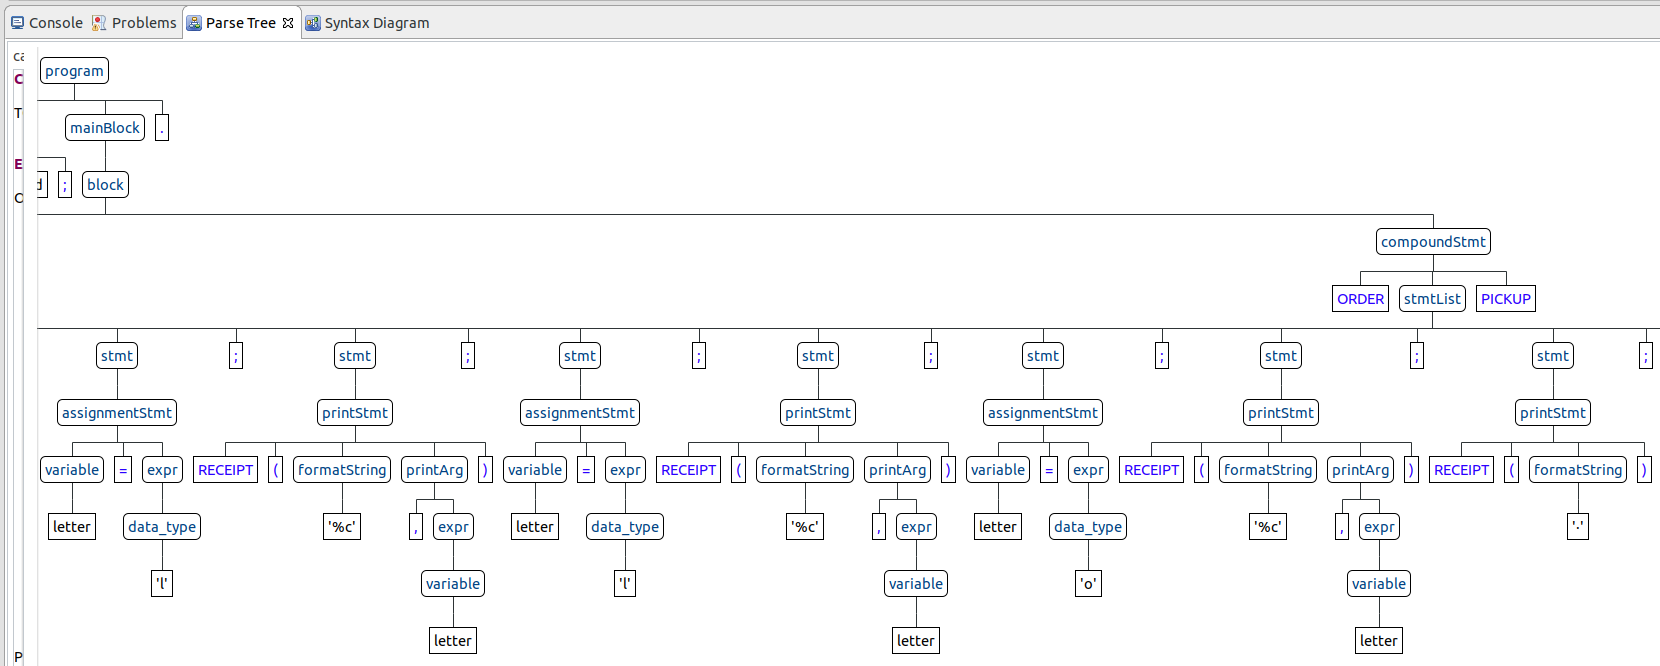 Console Problems Parse Tree Syntax Diagram
program
mainBlock .
; block
compoundStmt
ORDER stmtList PICKUP
stmt ; stmt ; stmt ; stmt ; stmt ; stmt ; stmt ;
assignmentStmt printStmt assignmentStmt printStmt assignmentStmt printStmt printStmt
variable = expr RECEIPT ( formatString printArg ) variable = expr RECEIPT ( formatString printArg ) variable = expr RECEIPT ( formatString printArg ) RECEIPT ( formatString )
letter data_type '%c' , expr letter data_type '%c' , expr letter data_type '%c' , expr '·'
'l' variable 'l' variable 'o' variable
letter letter letter